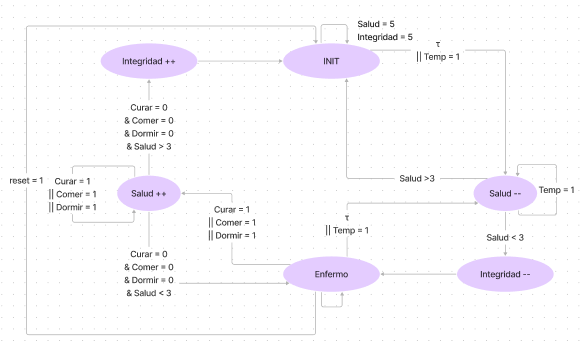 Salud = 5
Integridad = 5
τ
|| Temp = 1
Integridad ++
INIT
Curar = 0
& Comer = 0
& Dormir = 0
& Salud > 3
reset = 1
Curar = 1
|| Comer = 1
|| Dormir = 1
Salud ++
Salud >3
Salud --
Temp = 1
Curar = 1
|| Comer = 1
|| Dormir = 1
τ
|| Temp = 1
Salud < 3
Curar = 0
& Comer = 0
& Dormir = 0
& Salud < 3
Enfermo
Integridad --